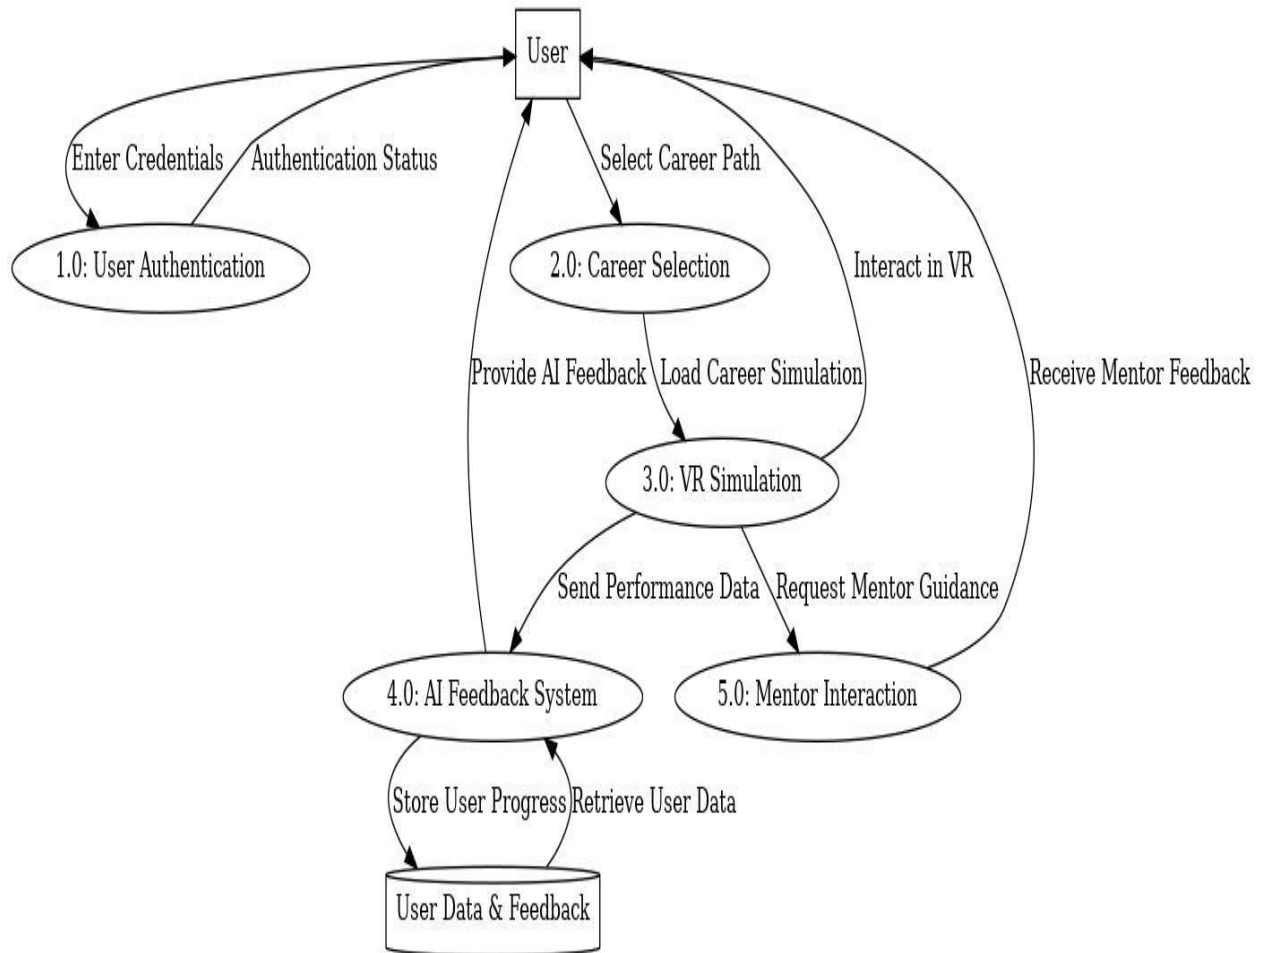 User
Enter Credentials
Authentication Status
Select Career Path
1.0: User Authentication
2.0: Career Selection
Interact in VR
Provide AI Feedback
Load Career Simulation
Receive Mentor Feedback
3.0: VR Simulation
Send Performance Data
Request Mentor Guidance
4.0: AI Feedback System
5.0: Mentor Interaction
Store User Progress
Retrieve User Data
User Data & Feedback